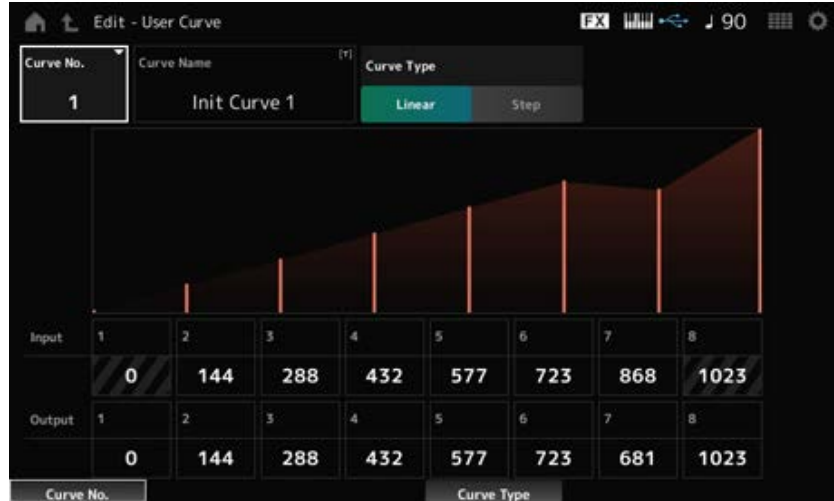 Edit - User Curve FX ♩ 90
Curve No. Curve Name [T] Curve Type
1 Init Curve 1 Linear Step
Input 1 2 3 4 5 6 7 8
0 144 288 432 577 723 868 1023
Output 1 2 3 4 5 6 7 8
0 144 288 432 577 723 681 1023
Curve No. Curve Type